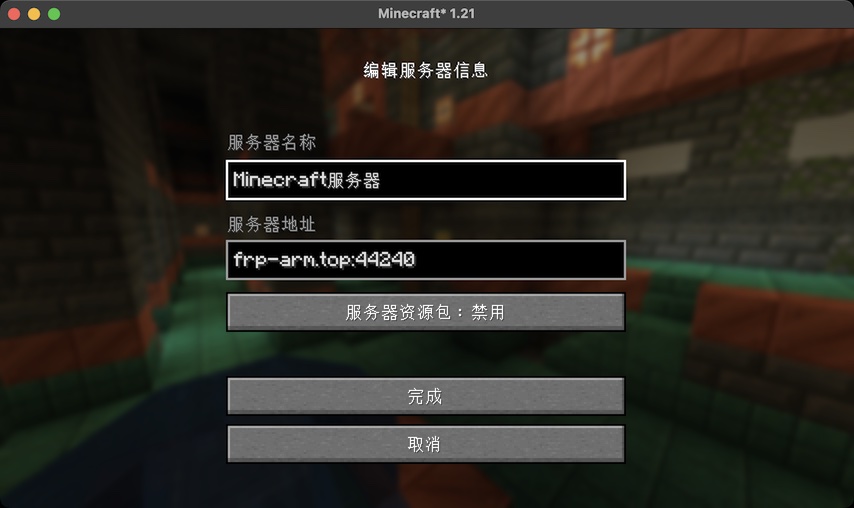 Minecraft* 1.21
编辑服务器信息
服务器名称
Minecraft服务器
服务器地址
frp-arm.top:44240
服务器资源包：禁用
完成
取消